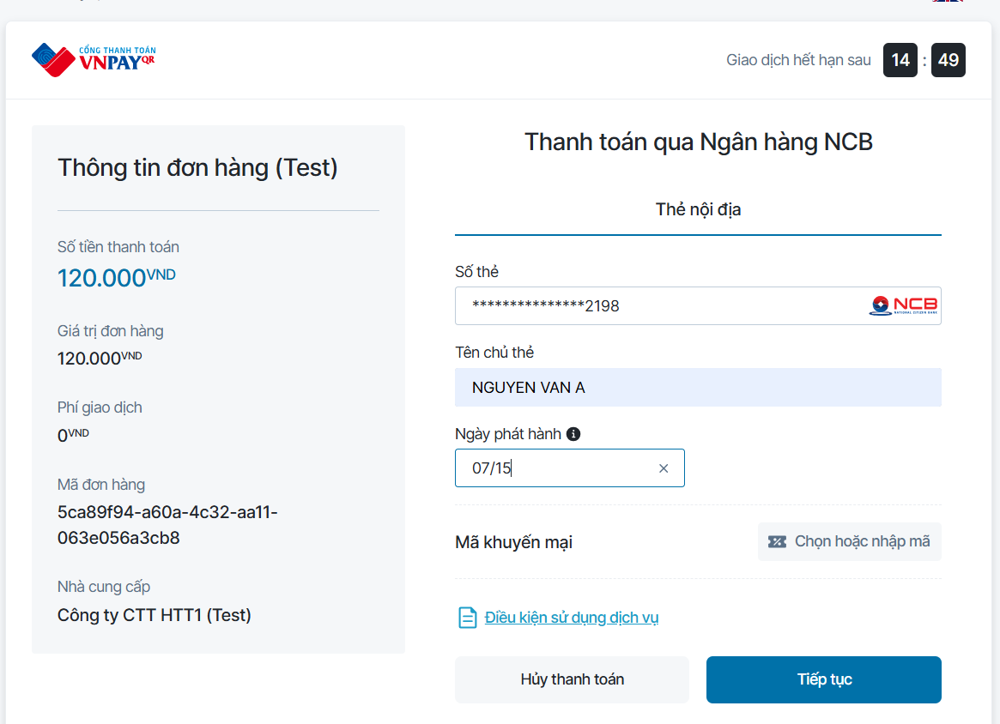 CỔNG THANH TOÁN
VNPAYQR
Giao dịch hết hạn sau 14 : 49
Thông tin đơn hàng (Test)
Số tiền thanh toán
120.000VND
Giá trị đơn hàng
120.000VND
Phí giao dịch
0VND
Mã đơn hàng
5ca89f94-a60a-4c32-aa11-
063e056a3cb8
Nhà cung cấp
Công ty CTT HTT1 (Test)
Thanh toán qua Ngân hàng NCB
Thẻ nội địa
Số thẻ
***************2198
NCB
NATIONAL CITIZEN BANK
Tên chủ thẻ
NGUYEN VAN A
Ngày phát hành
07/15
Mã khuyến mại
Chọn hoặc nhập mã
Điều kiện sử dụng dịch vụ
Hủy thanh toán
Tiếp tục